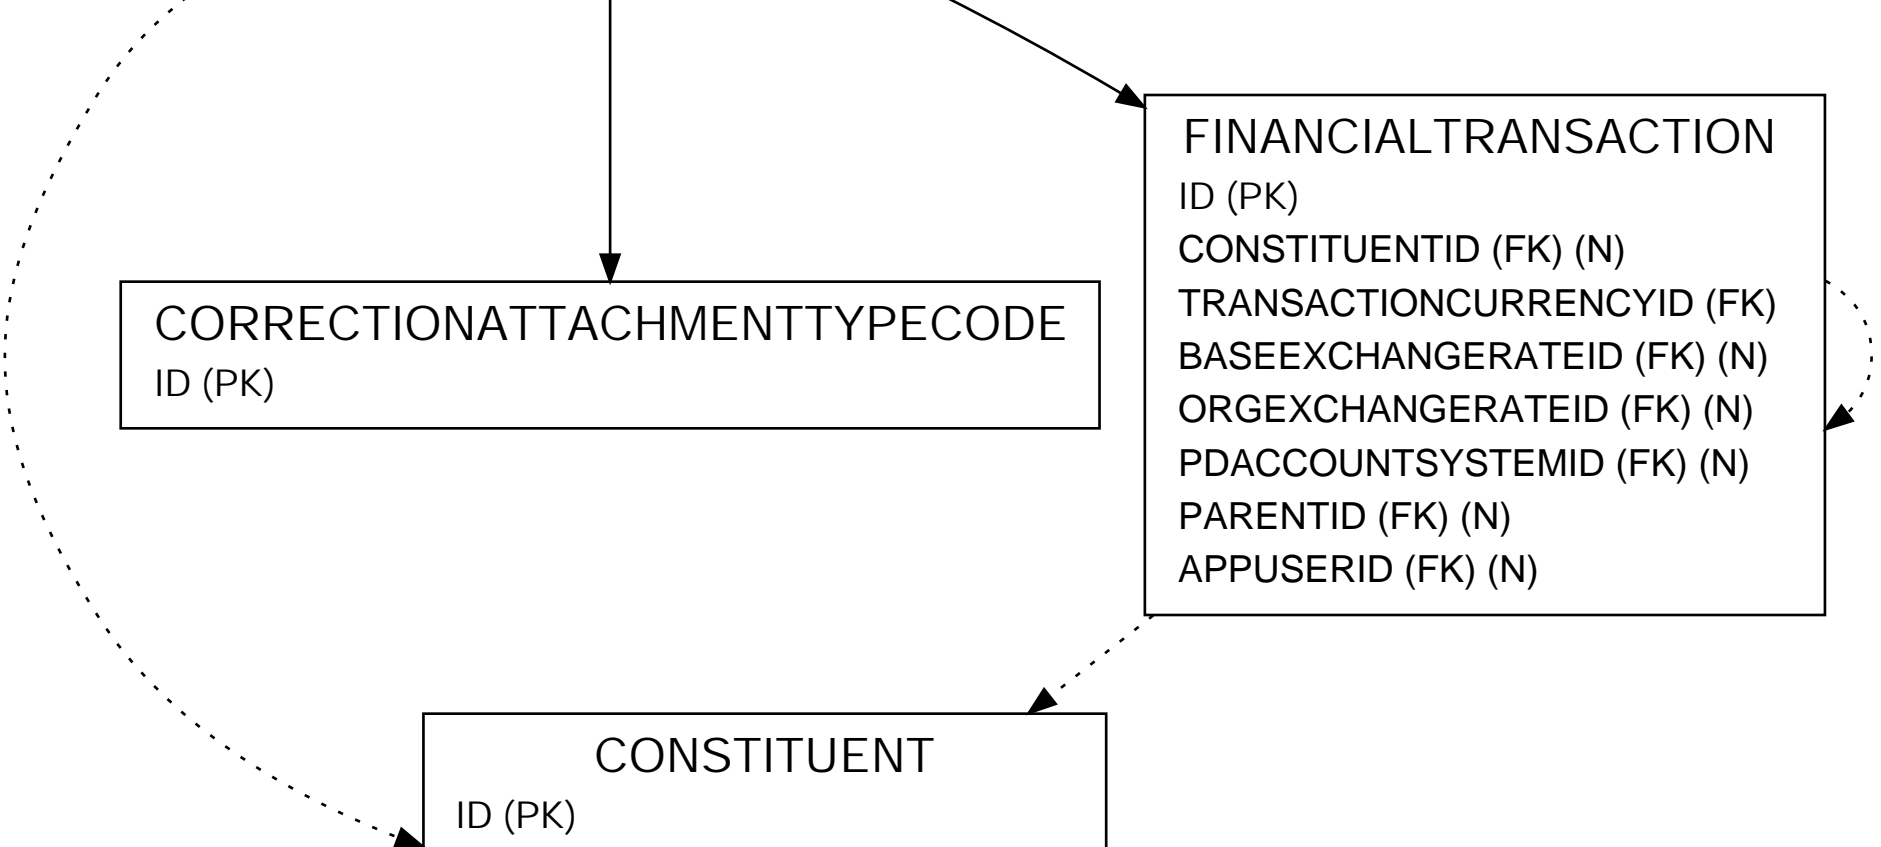 FINANCIALTRANSACTION
ID (PK)
CONSTITUENTID (FK) (N)
TRANSACTIONCURRENCYID (FK)
BASEEXCHANGERATEID (FK) (N)
ORGEXCHANGERATEID (FK) (N)
PDACCOUNTSYSTEMID (FK) (N)
PARENTID (FK) (N)
APPUSERID (FK) (N)
CORRECTIONATTACHMENTTYPECODE
ID (PK)
CONSTITUENT
ID (PK)